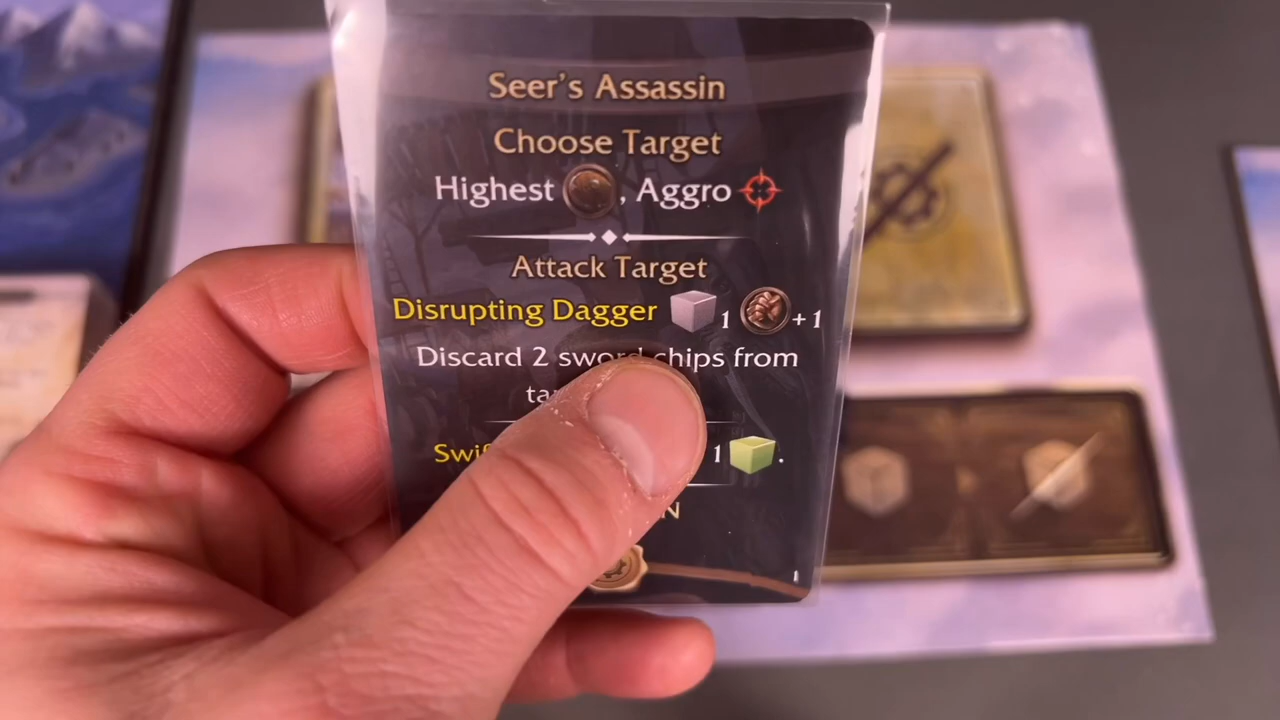 Seer's Assassin
Choose Target
Highest , Aggro
Attack Target
Disrupting Dagger 1 +1
Discard 2 sword chips from
1 .
1